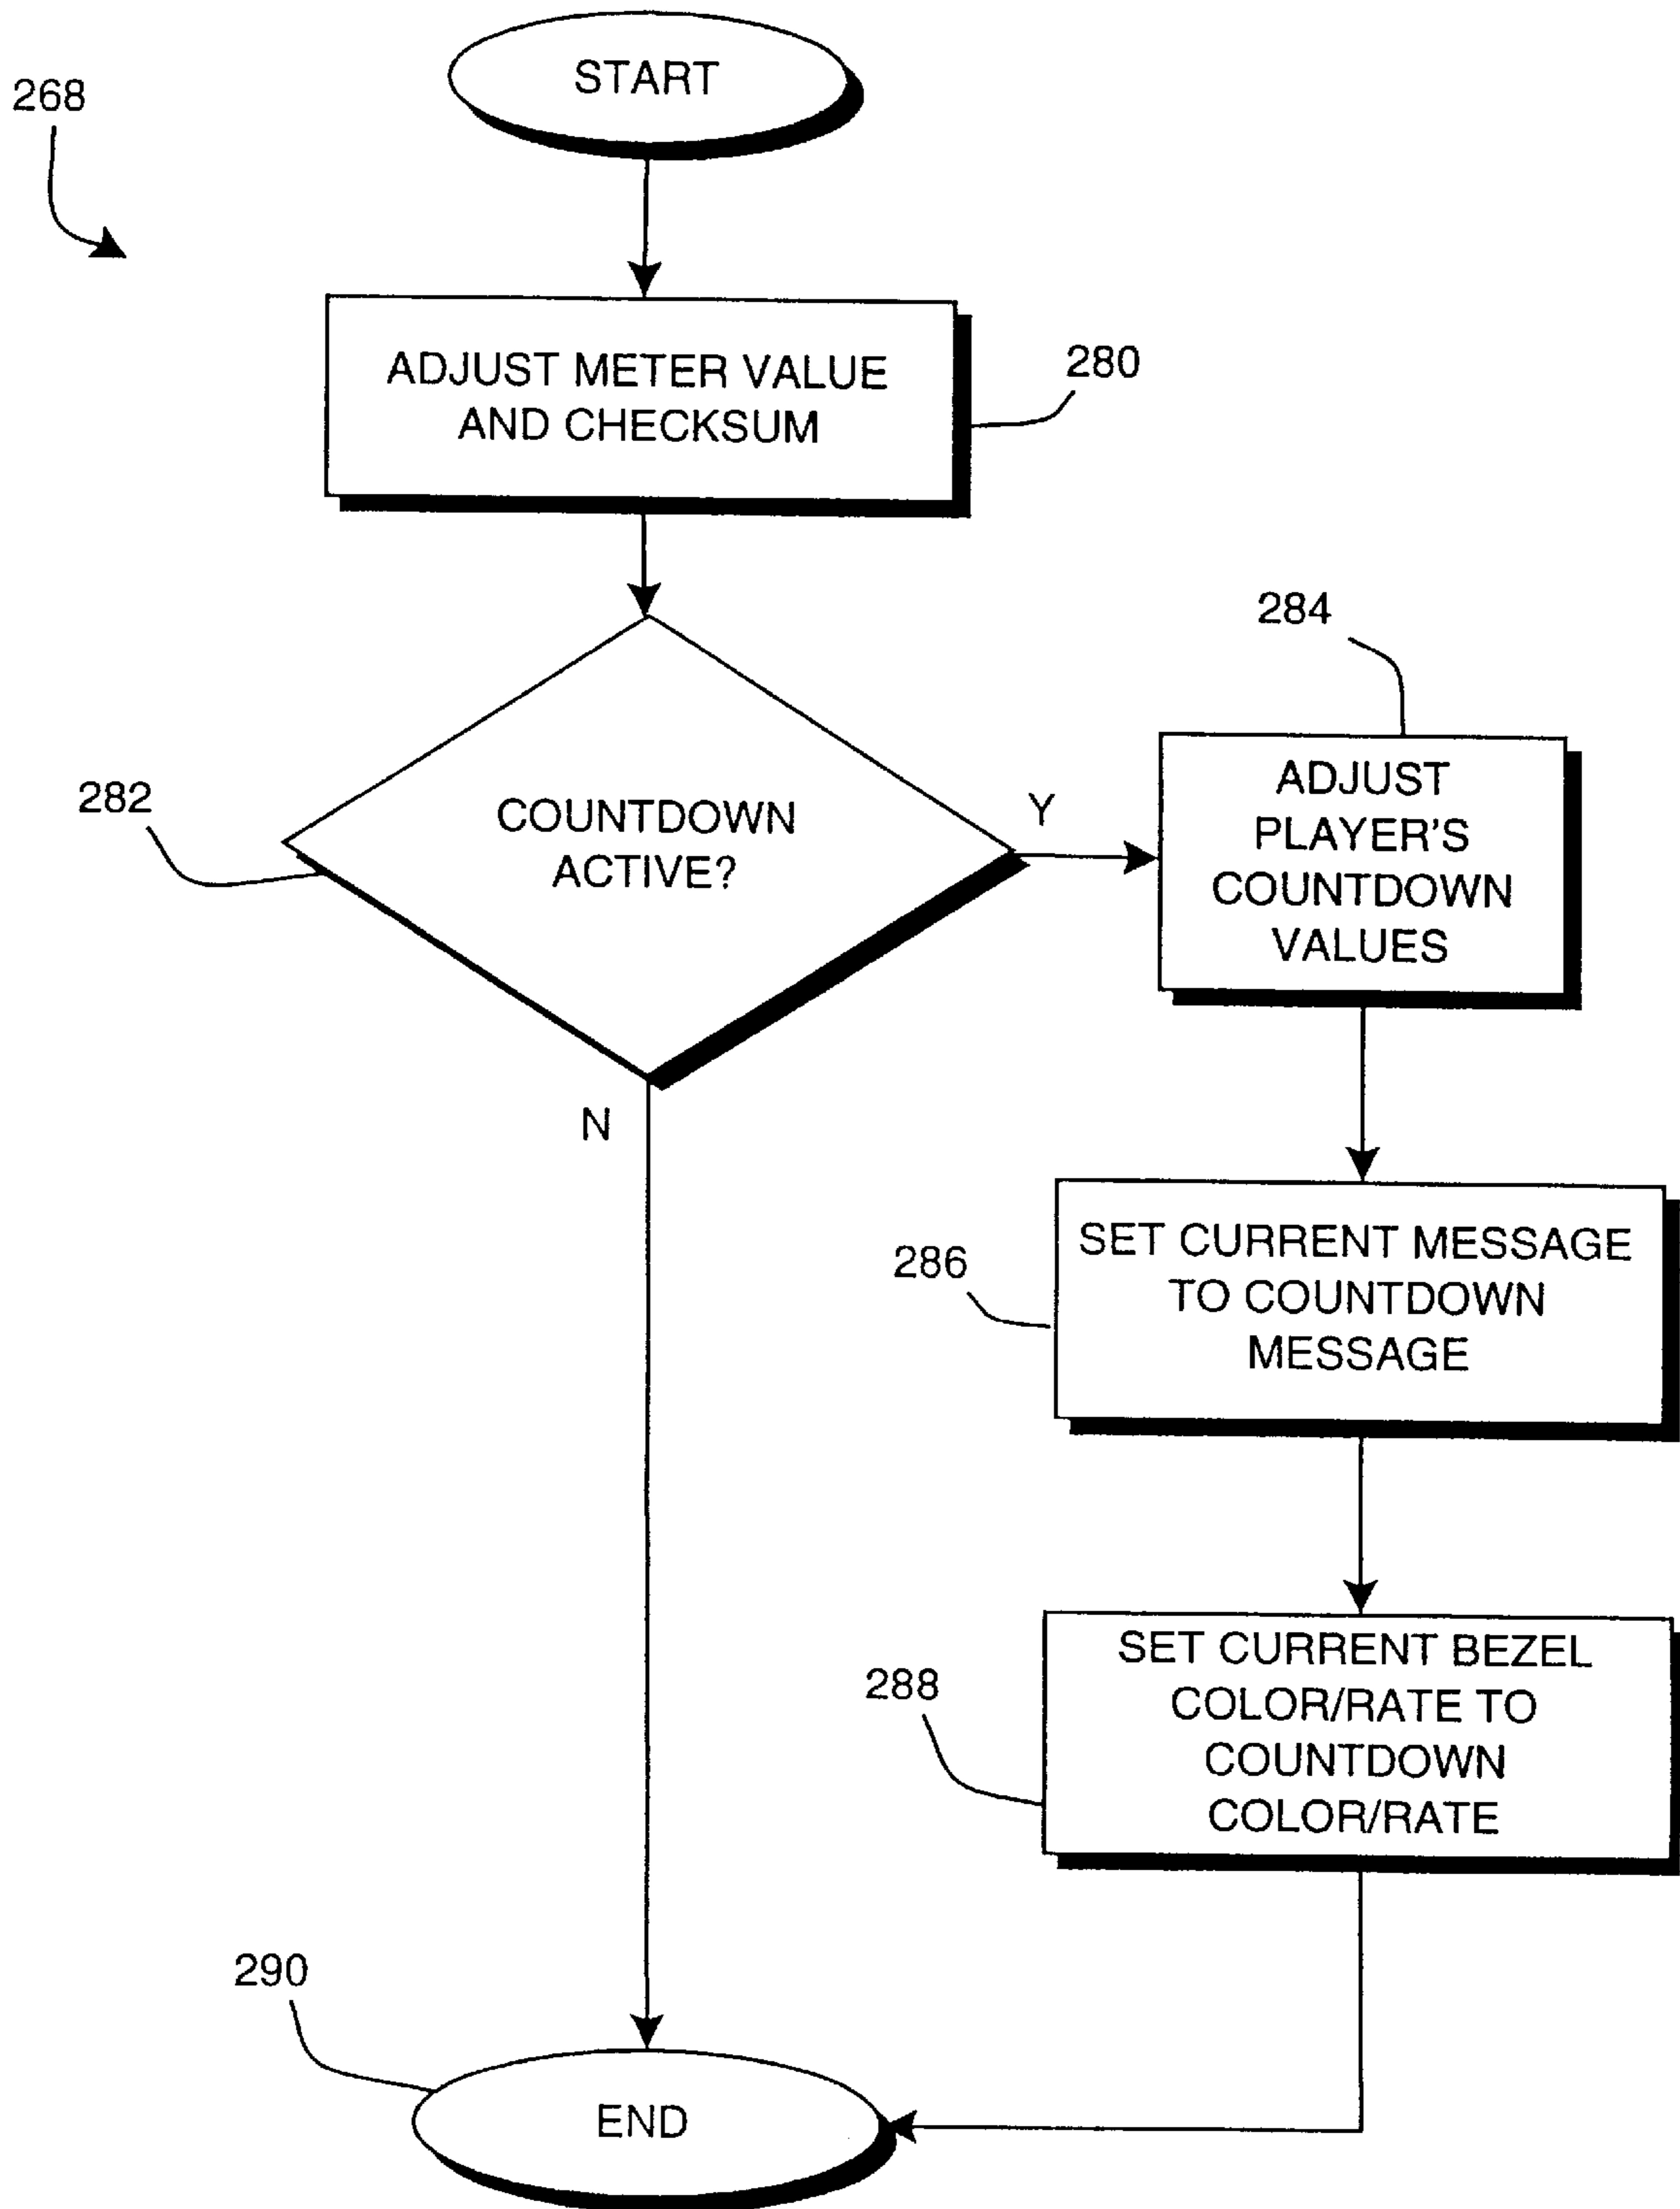 START
268
ADJUST METER VALUE
AND CHECKSUM
280
COUNTDOWN
ACTIVE?
282
Y
N
284
ADJUST
PLAYER'S
COUNTDOWN
VALUES
286
SET CURRENT MESSAGE
TO COUNTDOWN
MESSAGE
288
SET CURRENT BEZEL
COLOR/RATE TO
COUNTDOWN
COLOR/RATE
290
END